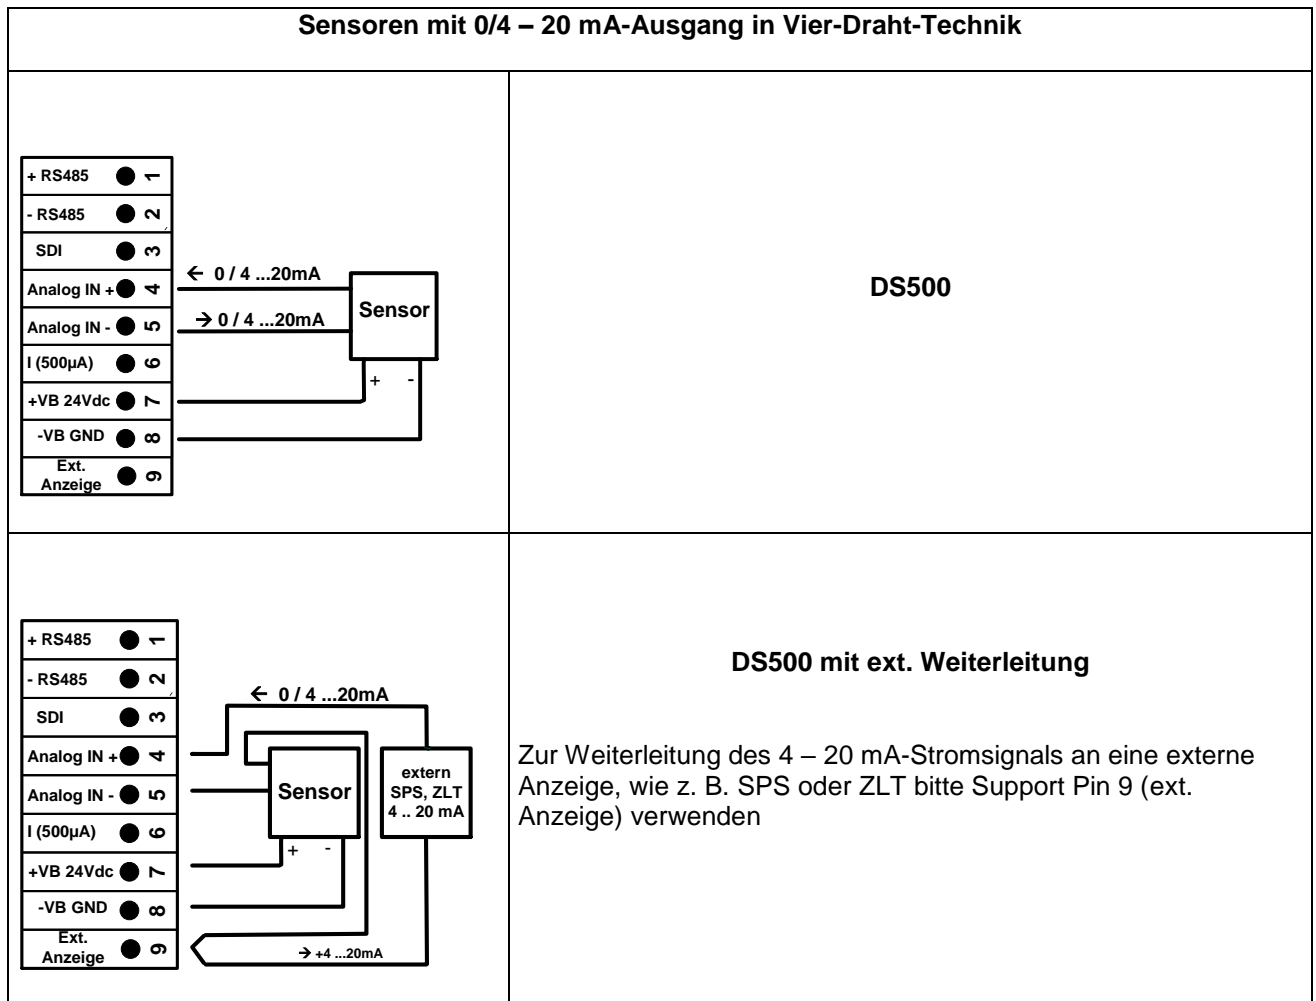 Sensoren mit 0/4 – 20 mA-Ausgang in Vier-Draht-Technik
+ RS485 1
- RS485 2
SDI 3
Analog IN + 4
Analog IN - 5
I (500µA) 6
+VB 24Vdc 7
-VB GND 8
Ext.
Anzeige 9
← 0 / 4 ...20mA
→ 0 / 4 ...20mA
Sensor
+ -
DS500
+ RS485 1
- RS485 2
SDI 3
Analog IN + 4
Analog IN - 5
I (500µA) 6
+VB 24Vdc 7
-VB GND 8
Ext.
Anzeige 9
← 0 / 4 ...20mA
Sensor
+ -
extern
SPS, ZLT
4 .. 20 mA
→ +4 ...20mA
DS500 mit ext. Weiterleitung
Zur Weiterleitung des 4 – 20 mA-Stromsignals an eine externe
Anzeige, wie z. B. SPS oder ZLT bitte Support Pin 9 (ext.
Anzeige) verwenden